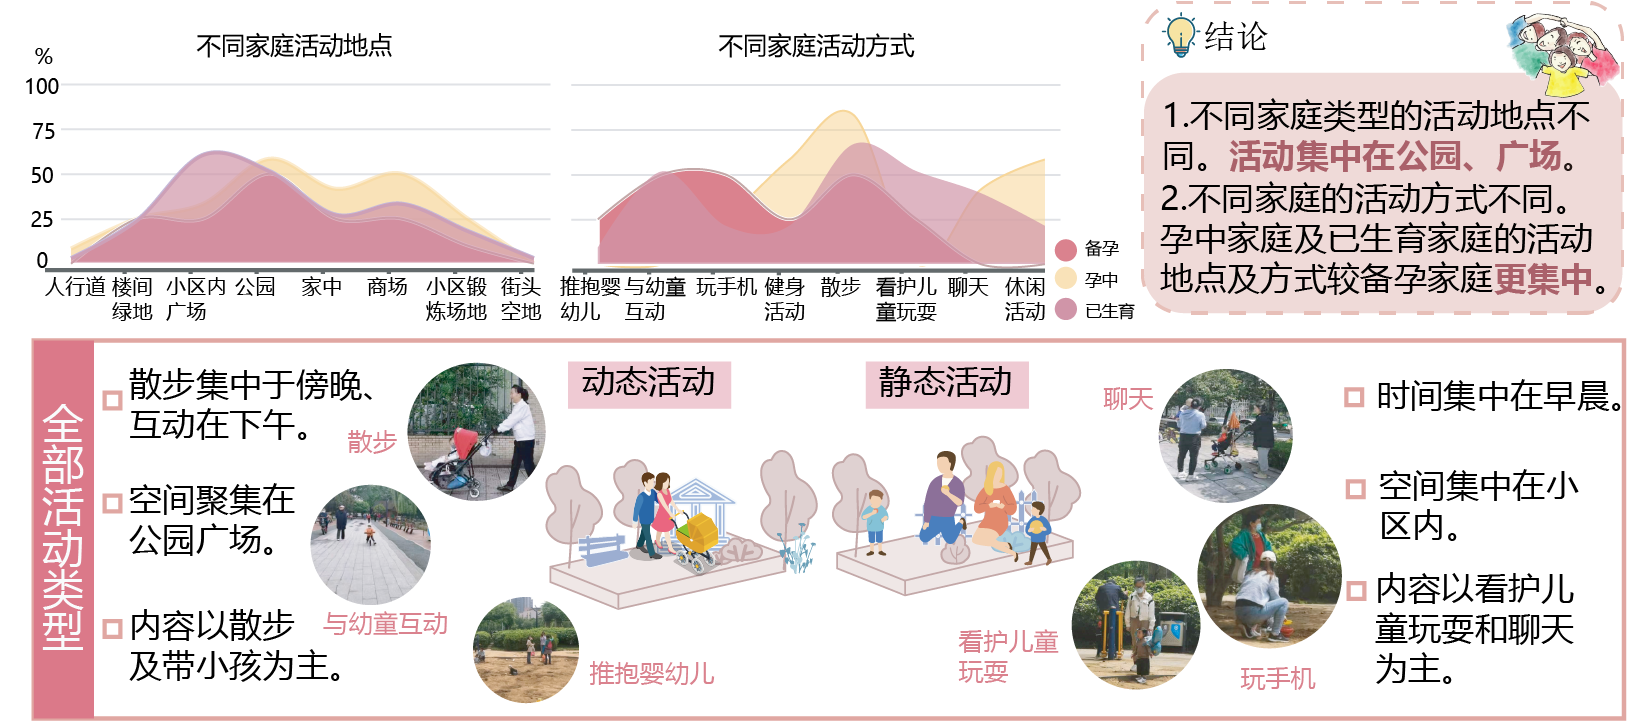 不同家庭活动地点
%
100
75
50
25
0
人行道 楼间绿地 小区内广场 公园 家中 商场 小区锻炼场地 街头空地
不同家庭活动方式
推抱婴幼儿 与幼童互动 玩手机 健身活动 散步 看护儿童玩耍 聊天 休闲活动
备孕
孕中
已生育
结论
1.不同家庭类型的活动地点不
同。活动集中在公园、广场。
2.不同家庭的活动方式不同。
孕中家庭及已生育家庭的活动
地点及方式较备孕家庭更集中。
全部活动类型
散步集中于傍晚、
互动在下午。
空间聚集在
公园广场。
内容以散步
及带小孩为主。
散步
与幼童互动
推抱婴幼儿
动态活动
静态活动
聊天
看护儿童
玩耍
玩手机
时间集中在早晨。
空间集中在小
区内。
内容以看护儿
童玩耍和聊天
为主。